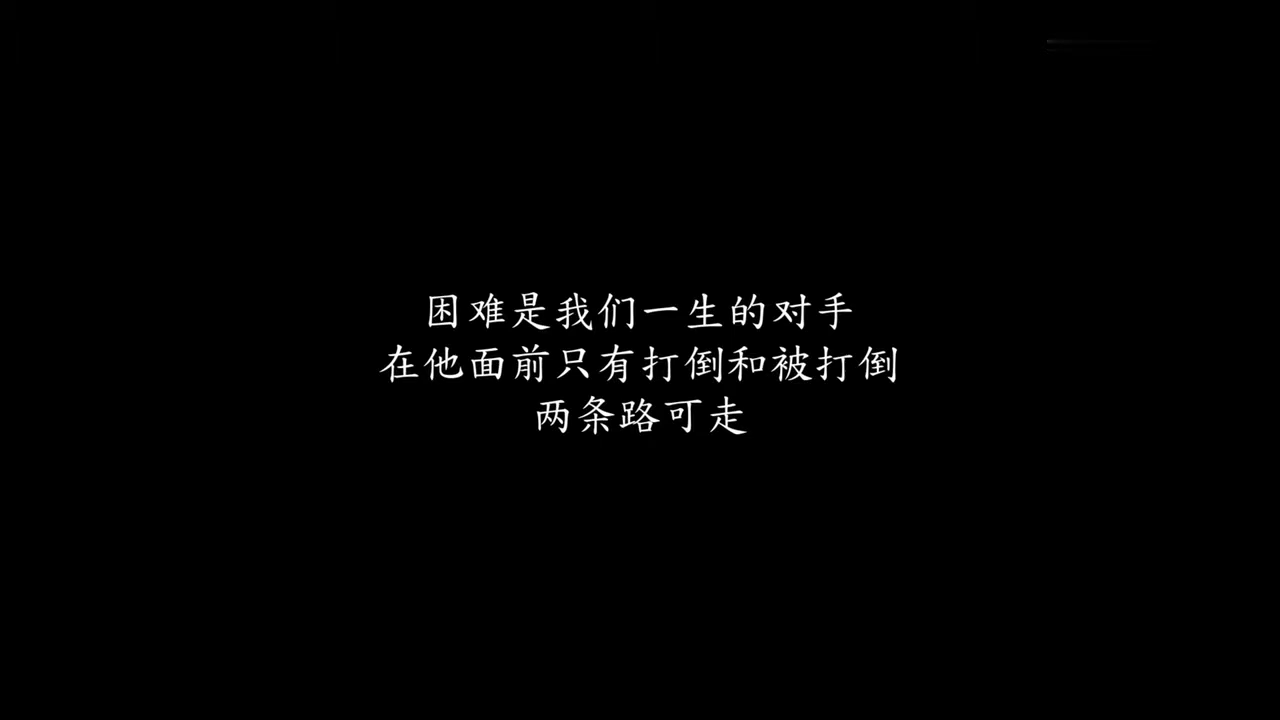 困难是我们一生的对手
在他面前只有打倒和被打倒
两条路可走